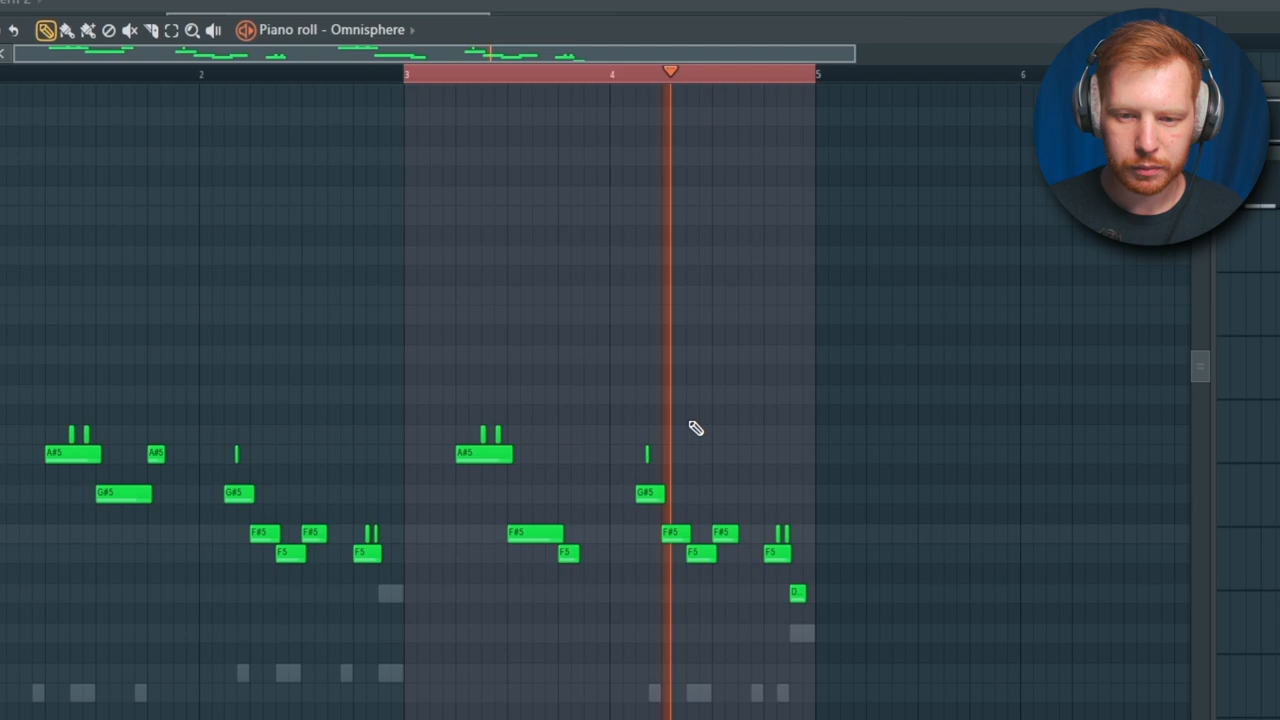 Piano roll - Omnisphere
2 3 4 5 6
A#5 A#5 A#5
G#5 G#5 G#5
F#5 F#5 F#5 F#5 F#5
F5 F5 F5 F5 F5
D..